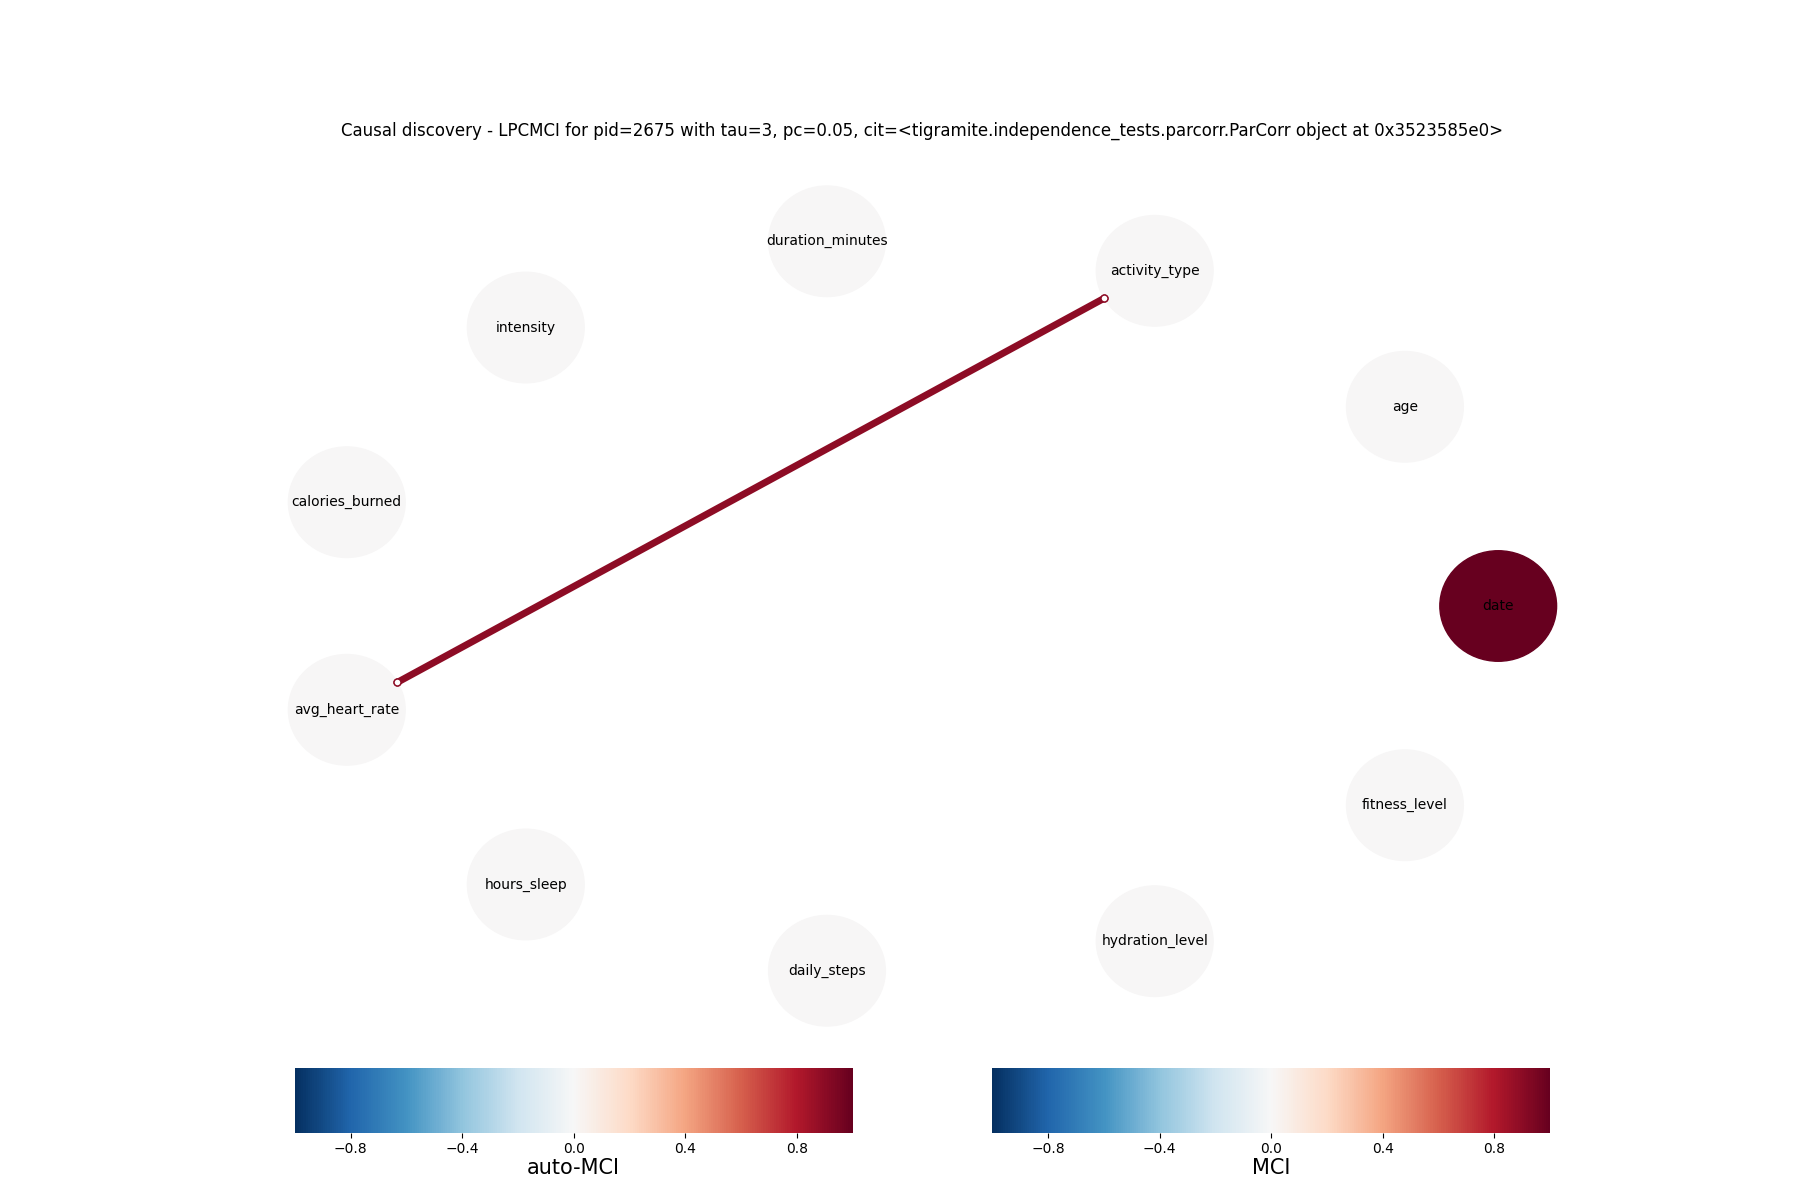 Causal discovery - LPCMCI for pid=2675 with tau=3, pc=0.05, cit=<tigramite.independence_tests.parcorr.ParCorr object at 0x3523585e0>
duration_minutes
activity_type
intensity
age
calories_burned
date
avg_heart_rate
fitness_level
hours_sleep
hydration_level
daily_steps
−0.8 −0.4 0.0 0.4 0.8
auto-MCI
−0.8 −0.4 0.0 0.4 0.8
MCI